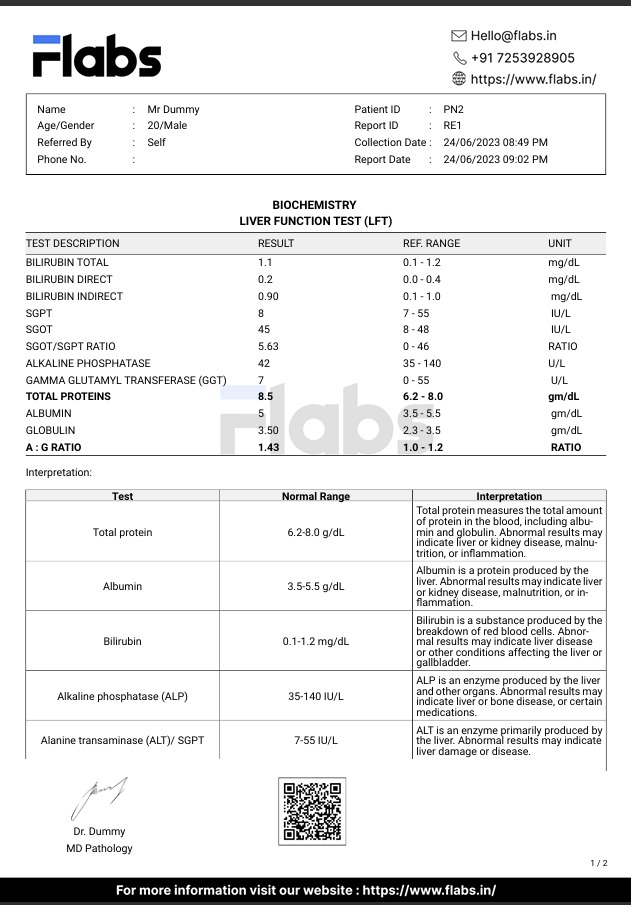 Flabs
Hello@flabs.in
+91 7253928905
https://www.flabs.in/
Name : Mr Dummy Patient ID : PN2
Age/Gender : 20/Male Report ID : RE1
Referred By : Self Collection Date : 24/06/2023 08:49 PM
Phone No. : Report Date : 24/06/2023 09:02 PM
BIOCHEMISTRY
LIVER FUNCTION TEST (LFT)
TEST DESCRIPTION RESULT REF. RANGE UNIT
BILIRUBIN TOTAL 1.1 0.1 - 1.2 mg/dL
BILIRUBIN DIRECT 0.2 0.0 - 0.4 mg/dL
BILIRUBIN INDIRECT 0.90 0.1 - 1.0 mg/dL
SGPT 8 7 - 55 IU/L
SGOT 45 8 - 48 IU/L
SGOT/SGPT RATIO 5.63 0 - 46 RATIO
ALKALINE PHOSPHATASE 42 35 - 140 U/L
GAMMA GLUTAMYL TRANSFERASE (GGT) 7 0 - 55 U/L
TOTAL PROTEINS 8.5 6.2 - 8.0 gm/dL
ALBUMIN 5 3.5 - 5.5 gm/dL
GLOBULIN 3.50 2.3 - 3.5 gm/dL
A : G RATIO 1.43 1.0 - 1.2 RATIO
Flabs
Interpretation:
Test Normal Range Interpretation
Total protein 6.2-8.0 g/dL
Total protein measures the total amount
of protein in the blood, including albu-
min and globulin. Abnormal results may
indicate liver or kidney disease, malnu-
trition, or inflammation.
Albumin 3.5-5.5 g/dL
Albumin is a protein produced by the
liver. Abnormal results may indicate liver
or kidney disease, malnutrition, or in-
flammation.
Bilirubin 0.1-1.2 mg/dL
Bilirubin is a substance produced by the
breakdown of red blood cells. Abnor-
mal results may indicate liver disease
or other conditions affecting the liver or
gallbladder.
Alkaline phosphatase (ALP) 35-140 IU/L
ALP is an enzyme produced by the liver
and other organs. Abnormal results may
indicate liver or bone disease, or certain
medications.
Alanine transaminase (ALT)/ SGPT 7-55 IU/L
ALT is an enzyme primarily produced by
the liver. Abnormal results may indicate
liver damage or disease.
Dr. Dummy
MD Pathology
1 / 2
For more information visit our website : https://www.flabs.in/